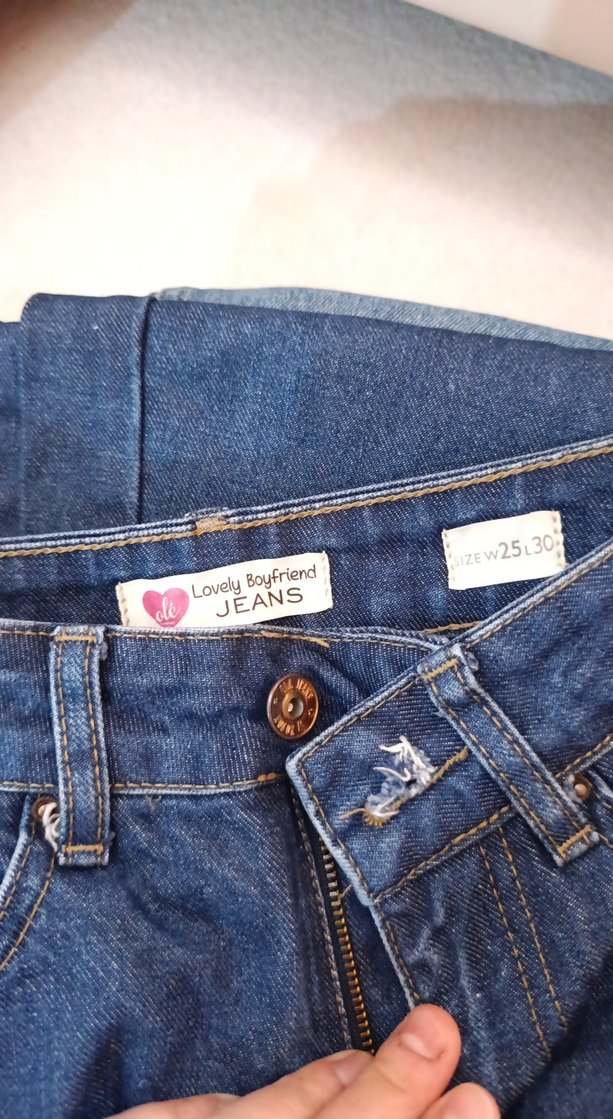 olé
Lovely Boyfriend
JEANS
SIZE W25 L30